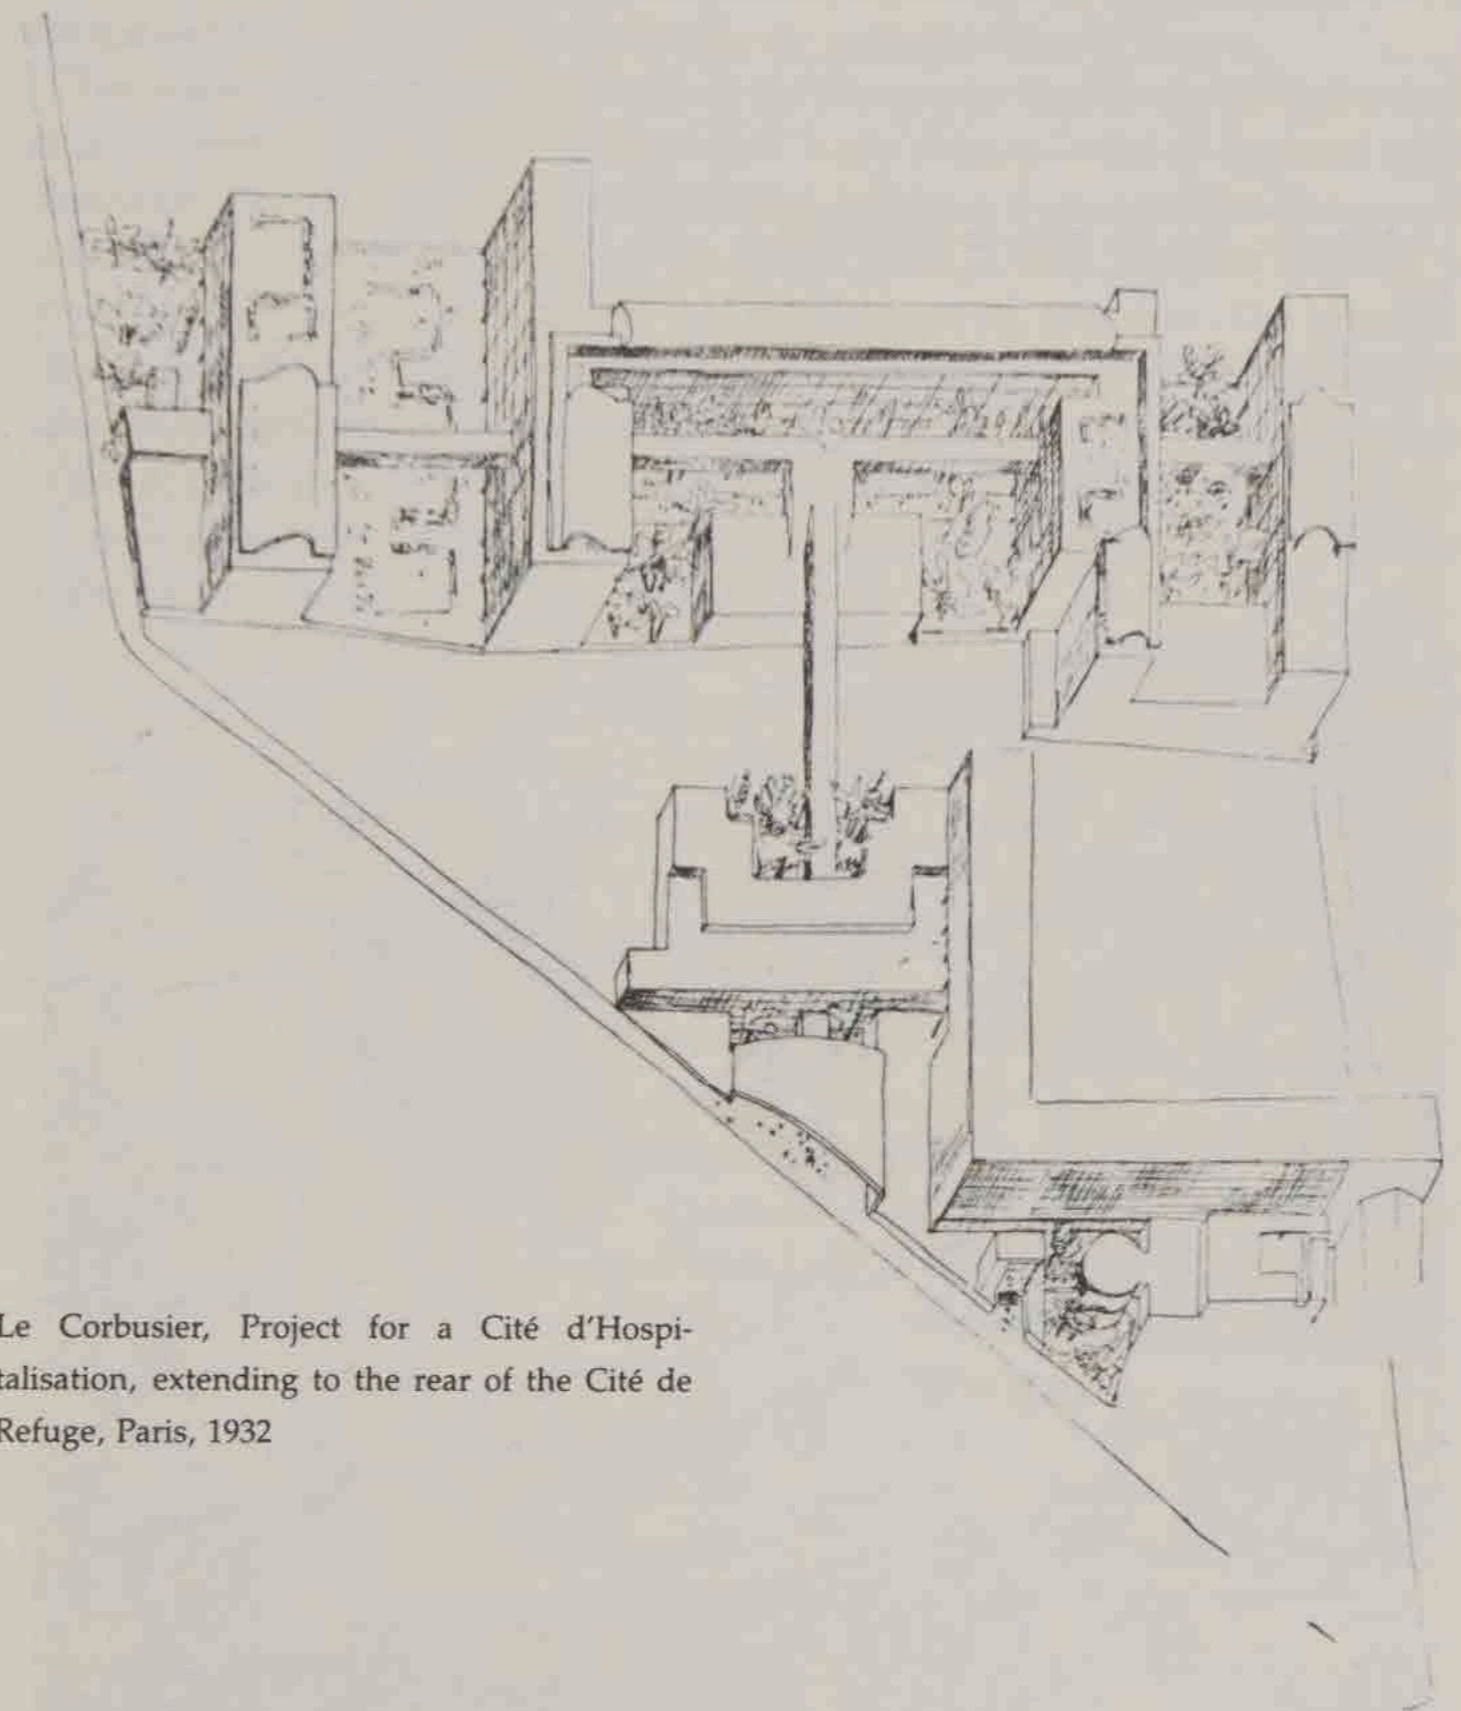 Le Corbusier, Project for a Cité d'Hospi-
talisation, extending to the rear of the Cité de
Refuge, Paris, 1932